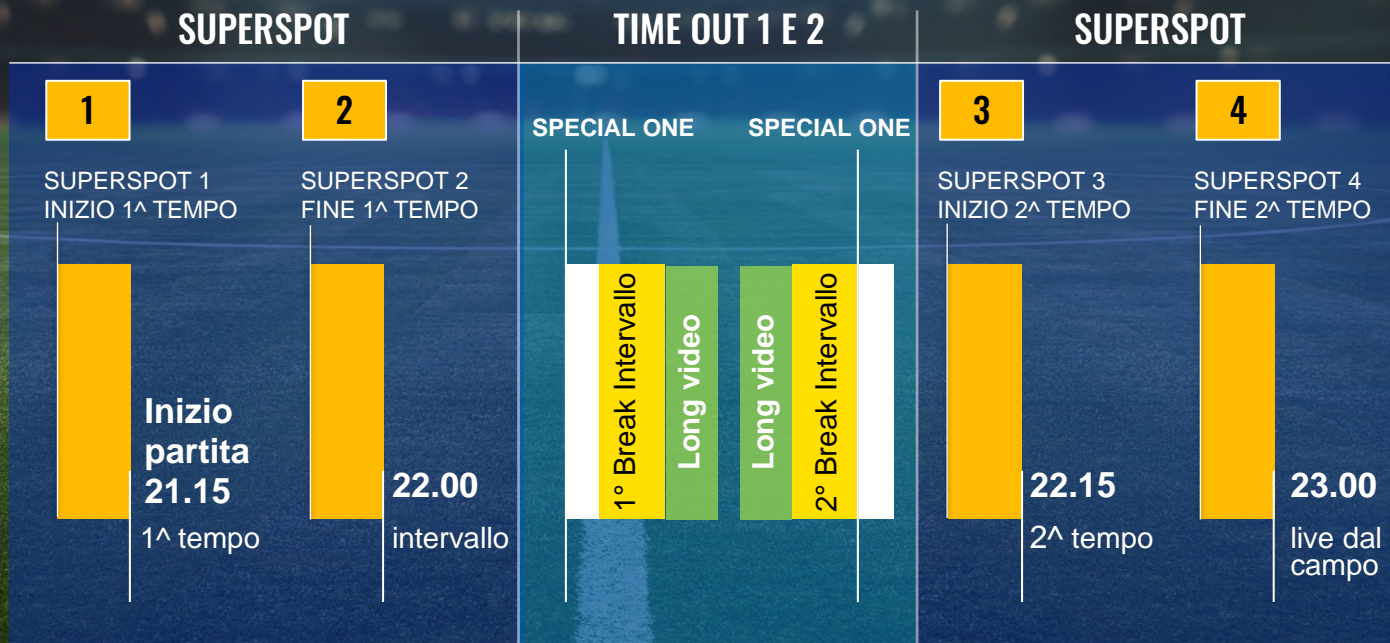 SUPERSPOT
1
2
SUPERSPOT 1
INIZIO 1^ TEMPO
SUPERSPOT 2
FINE 1^ TEMPO
Inizio
partita
21.15
1^ tempo
22.00
intervallo
TIME OUT 1 E 2
SPECIAL ONE
SPECIAL ONE
1° Break Intervallo
Long video
Long video
2° Break Intervallo
SUPERSPOT
3
4
SUPERSPOT 3
INIZIO 2^ TEMPO
SUPERSPOT 4
FINE 2^ TEMPO
22.15
2^ tempo
23.00
live dal
campo